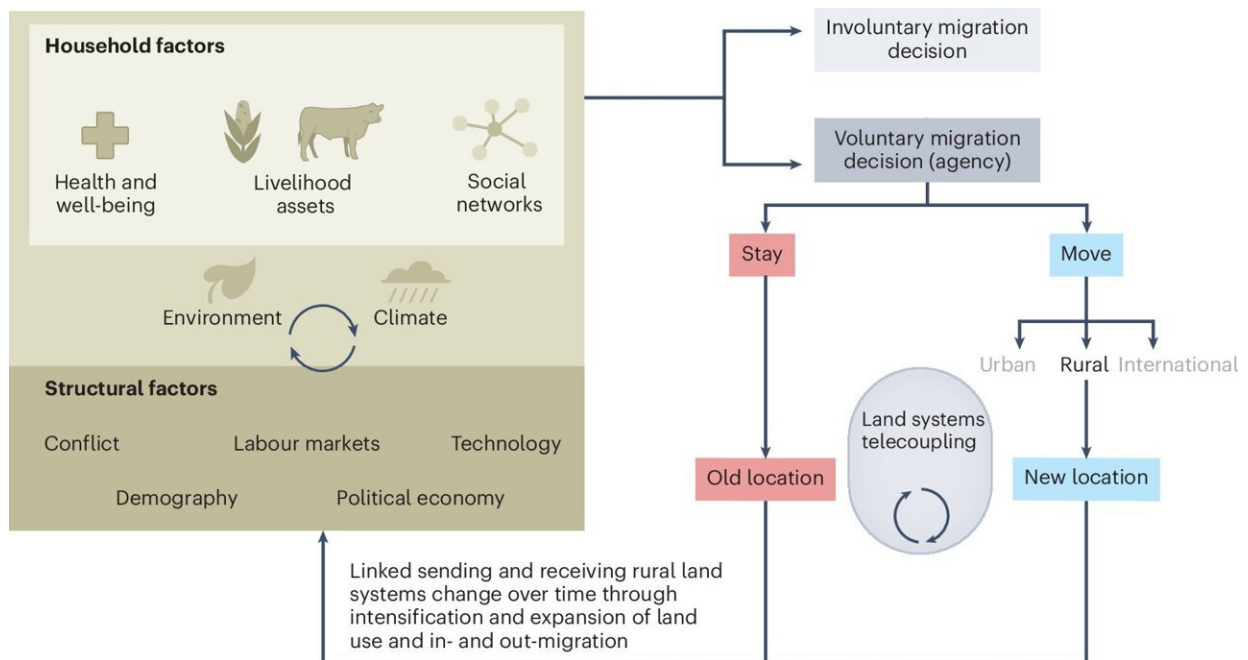 Household factors
Health and
well-being
Livelihood
assets
Social
networks
Environment
Climate
Structural factors
Conflict
Labour markets
Technology
Demography
Political economy
Involuntary migration
decision
Voluntary migration
decision (agency)
Stay
Move
Urban
Rural
International
Land systems
telecoupling
Old location
New location
Linked sending and receiving rural land
systems change over time through
intensification and expansion of land
use and in- and out-migration